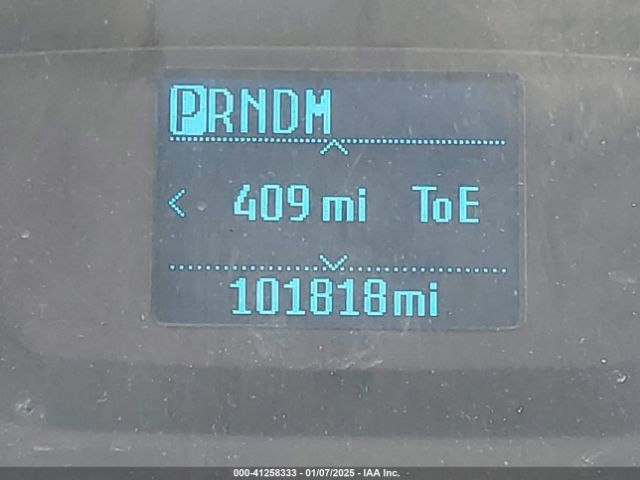 PRNDM
< 409 mi ToE
101818mi
000-41258333 - 01/07/2025 - IAA Inc.